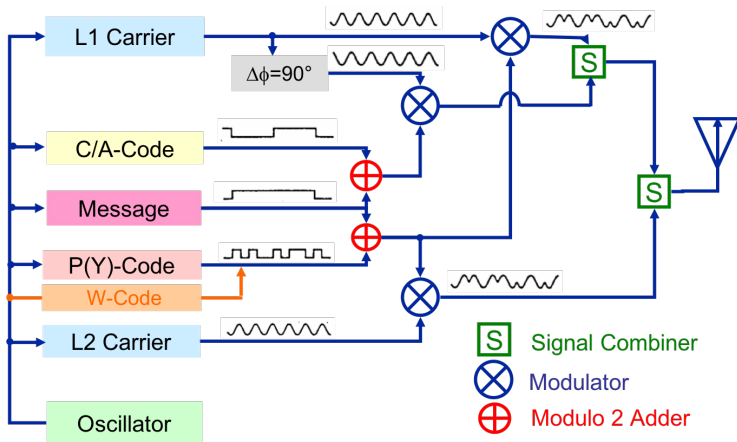 L1 Carrier
Δϕ=90°
S
C/A-Code
Message
S
P(Y)-Code
W-Code
L2 Carrier
S Signal Combiner
Modulator
Modulo 2 Adder
Oscillator